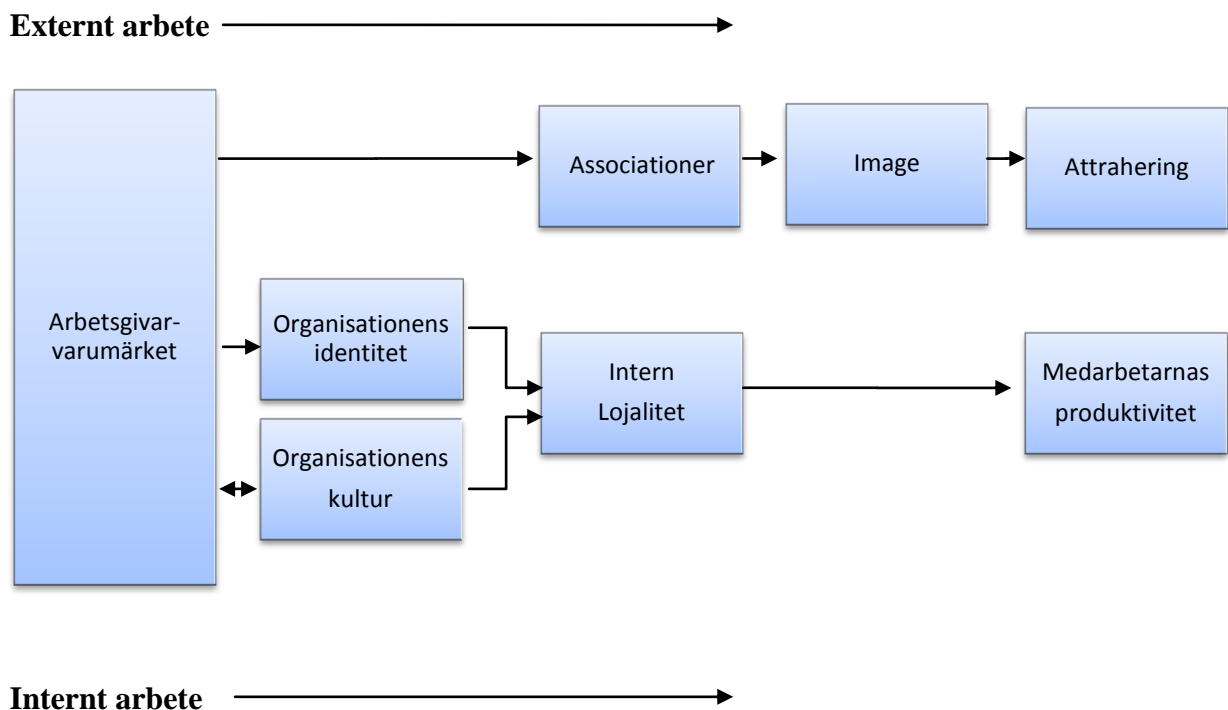 Externt arbete
Associationer
Image
Attrahering
Arbetsgivar-
varumärket
Organisationens
identitet
Intern
Lojalitet
Medarbetarnas
produktivitet
Organisationens
kultur
Internt arbete